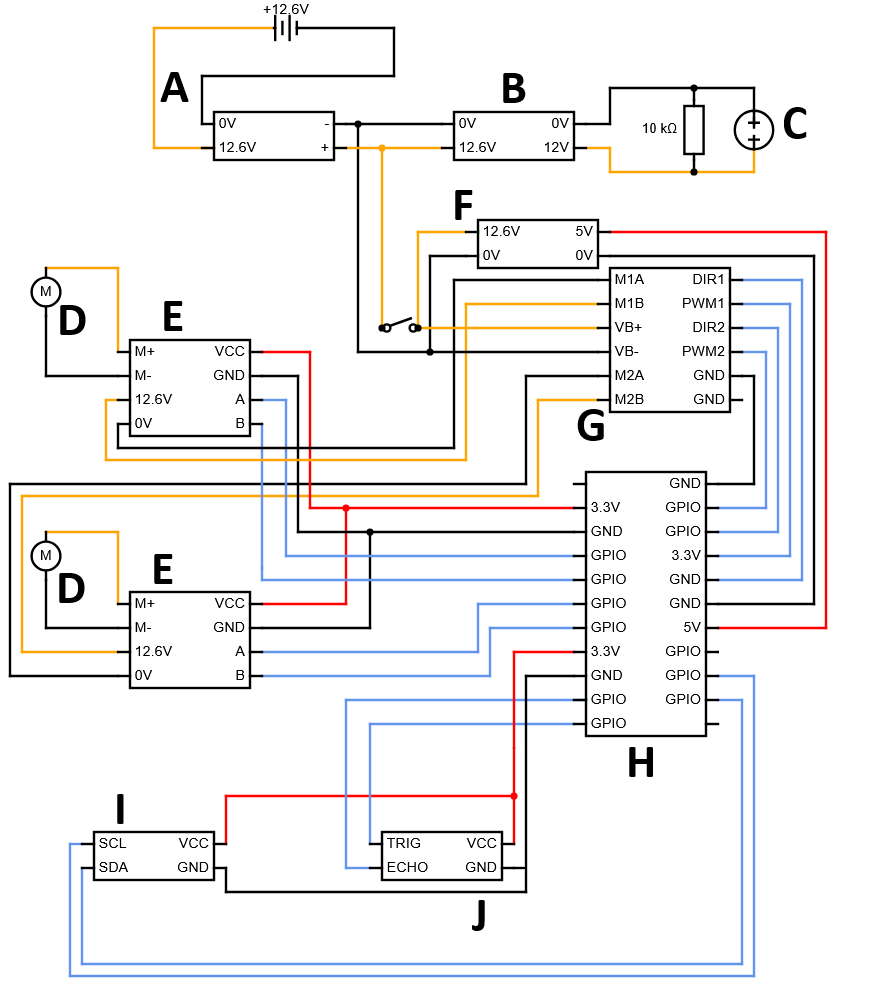 +12.6V
A
0V -
12.6V +
B
0V 0V
12.6V 12V
10 kΩ
C
F
12.6V 5V
0V 0V
M
D
E
M+ VCC
M- GND
12.6V A
0V B
M1A DIR1
M1B PWM1
VB+ DIR2
VB- PWM2
M2A GND
M2B GND
G
GND
3.3V GPIO
GND GPIO
GPIO 3.3V
GPIO GND
GPIO GND
GPIO 5V
3.3V GPIO
GND GPIO
GPIO GPIO
GPIO
H
M
D
E
M+ VCC
M- GND
12.6V A
0V B
I
SCL VCC
SDA GND
TRIG VCC
ECHO GND
J